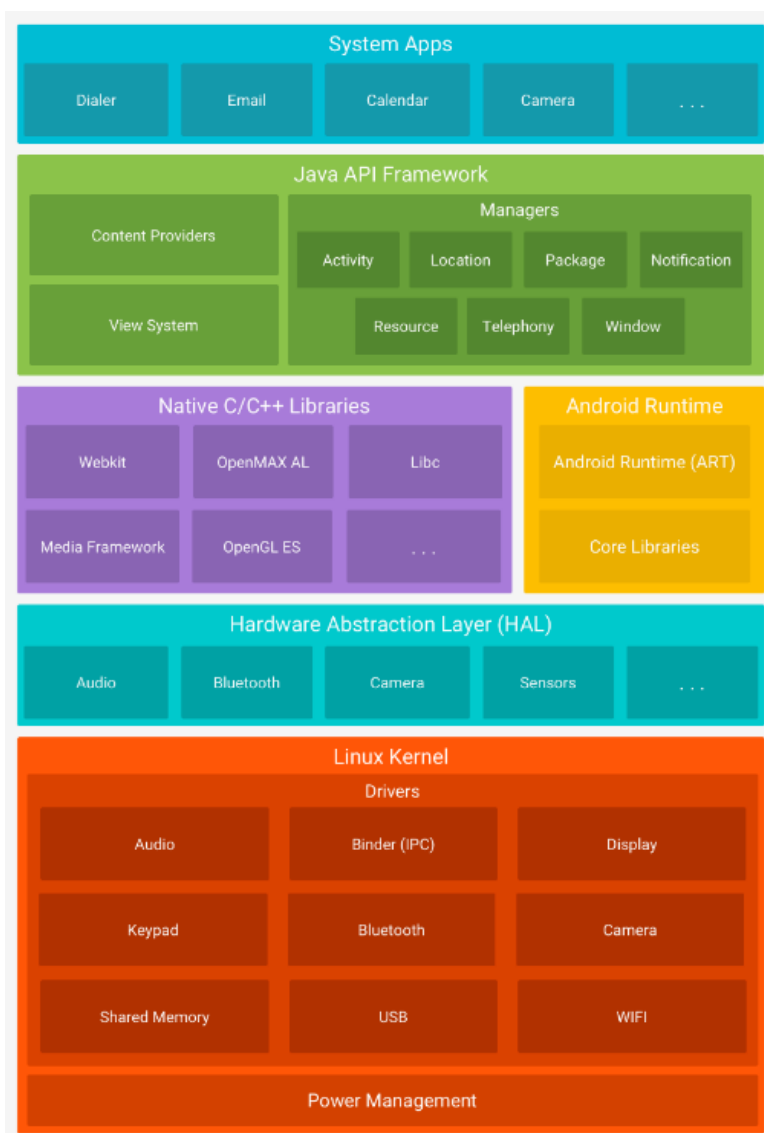 System Apps
Dialer
Email
Calendar
Camera
. . .
Java API Framework
Content Providers
View System
Managers
Activity
Location
Package
Notification
Resource
Telephony
Window
Native C/C++ Libraries
Webkit
OpenMAX AL
Libc
Media Framework
OpenGL ES
. . .
Android Runtime
Android Runtime (ART)
Core Libraries
Hardware Abstraction Layer (HAL)
Audio
Bluetooth
Camera
Sensors
. . .
Linux Kernel
Drivers
Audio
Binder (IPC)
Display
Keypad
Bluetooth
Camera
Shared Memory
USB
WIFI
Power Management